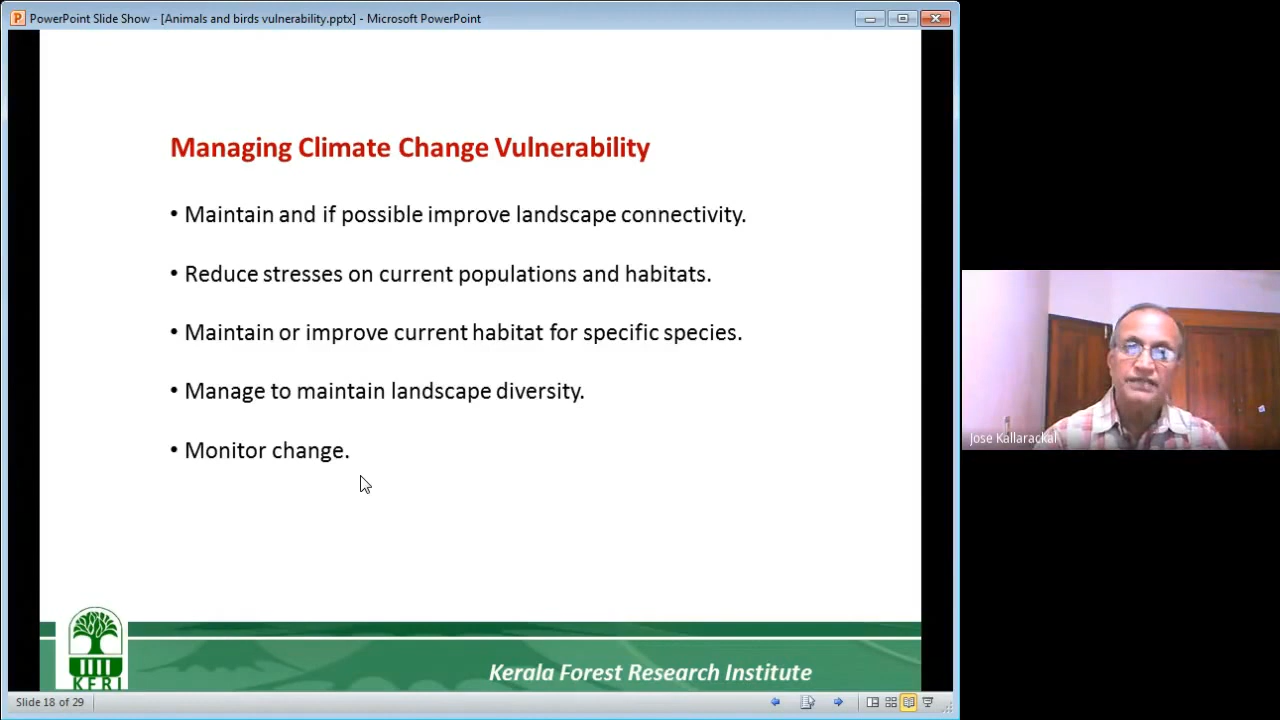 PowerPoint Slide Show - [Animals and birds vulnerability.pptx] - Microsoft PowerPoint
Managing Climate Change Vulnerability
• Maintain and if possible improve landscape connectivity.
• Reduce stresses on current populations and habitats.
• Maintain or improve current habitat for specific species.
• Manage to maintain landscape diversity.
• Monitor change.
Jose Kallarackal
KFRI
Kerala Forest Research Institute
Slide 18 of 29